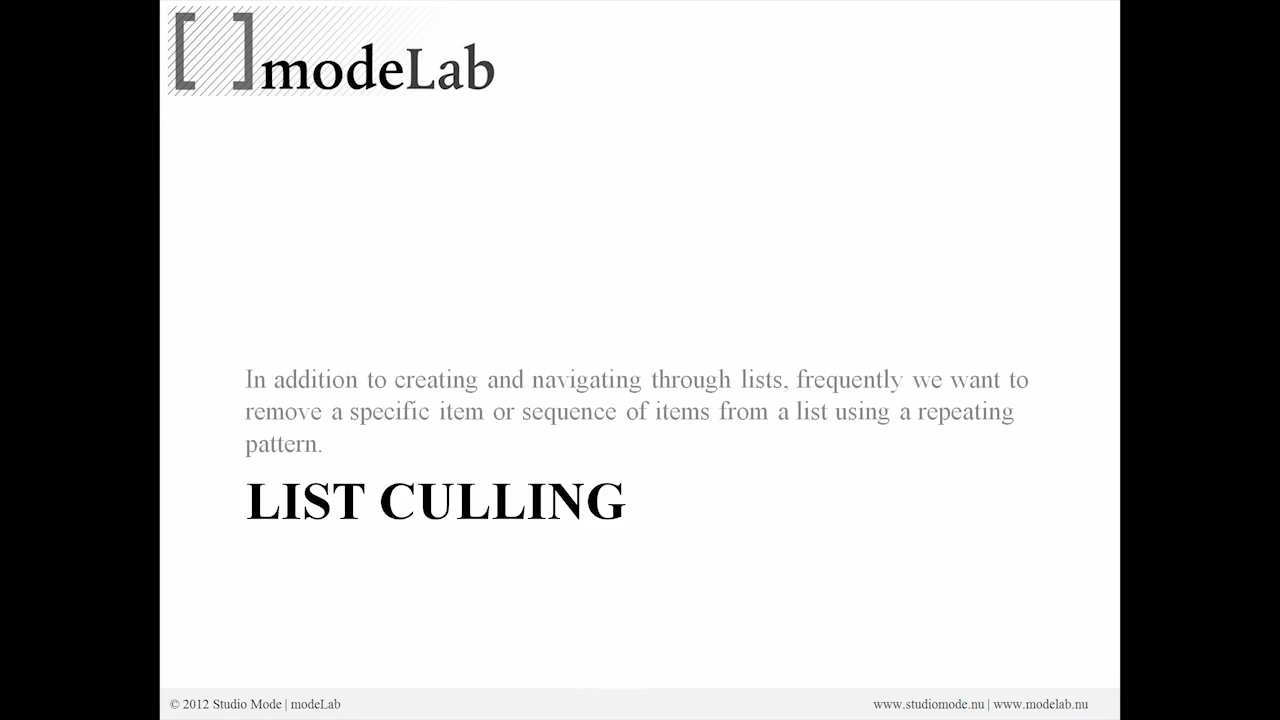 [ ] modeLab
In addition to creating and navigating through lists, frequently we want to
remove a specific item or sequence of items from a list using a repeating
pattern.
LIST CULLING
© 2012 Studio Mode | modeLab
www.studiomode.nu | www.modelab.nu